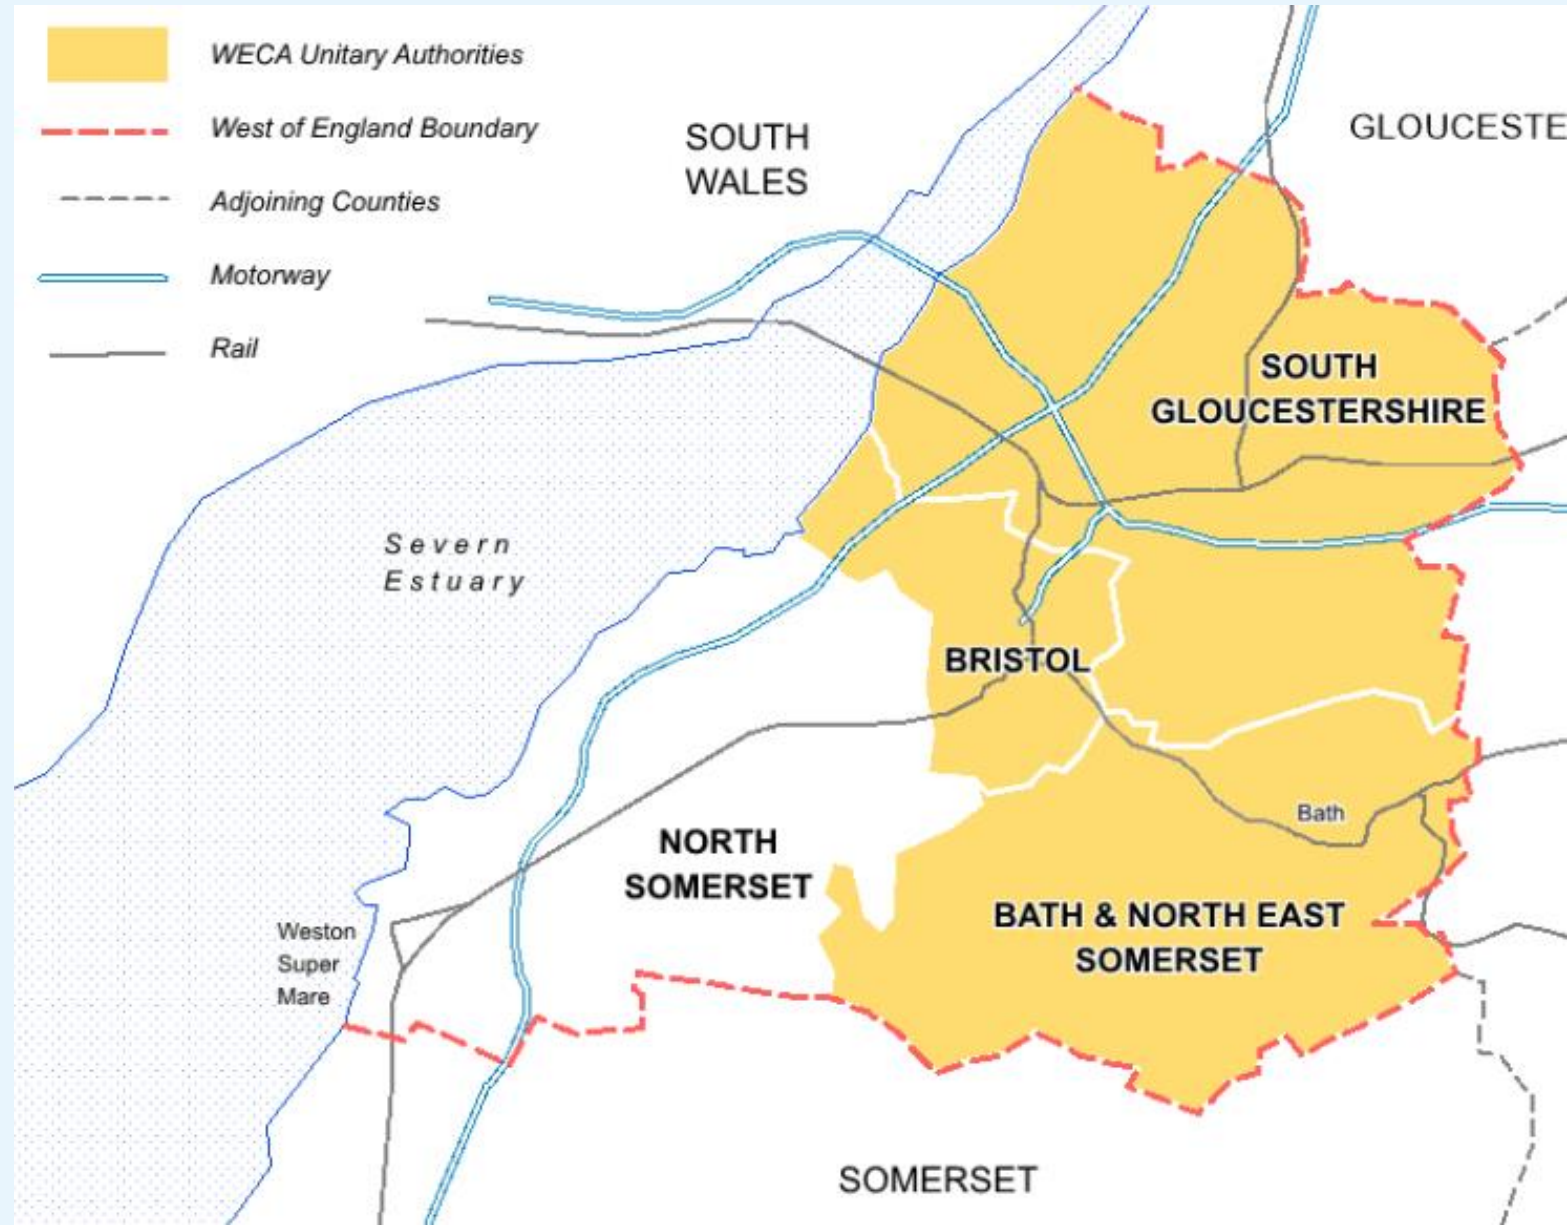 WECA Unitary Authorities
West of England Boundary
Adjoining Counties
Motorway
Rail
SOUTH
WALES
GLOUCESTE
SOUTH
GLOUCESTERSHIRE
Severn
Estuary
BRISTOL
Bath
NORTH
SOMERSET
BATH & NORTH EAST
SOMERSET
Weston
Super
Mare
SOMERSET